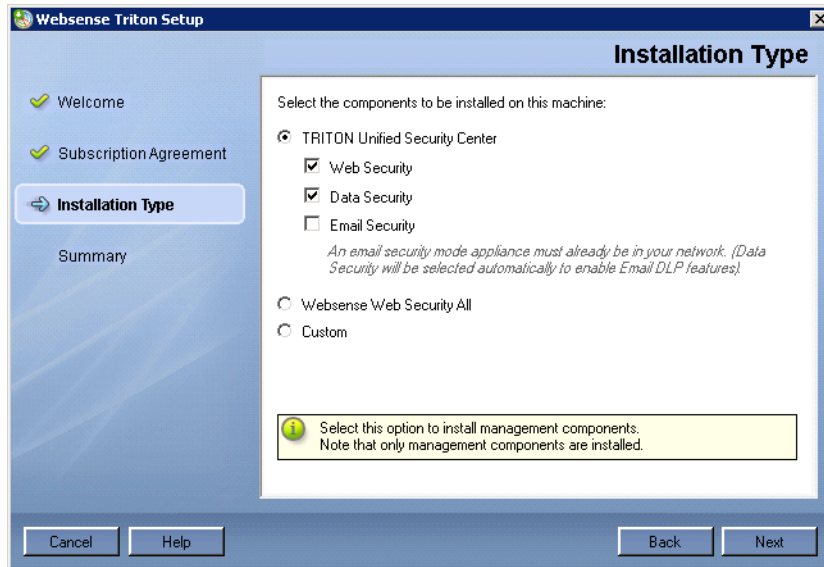 Websense Triton Setup
Installation Type
Welcome
Subscription Agreement
Installation Type
Summary
Select the components to be installed on this machine:
TRITON Unified Security Center
Web Security
Data Security
Email Security
An email security mode appliance must already be in your network. (Data
Security will be selected automatically to enable Email DLP features).
Websense Web Security All
Custom
Select this option to install management components.
Note that only management components are installed.
Cancel
Help
Back
Next